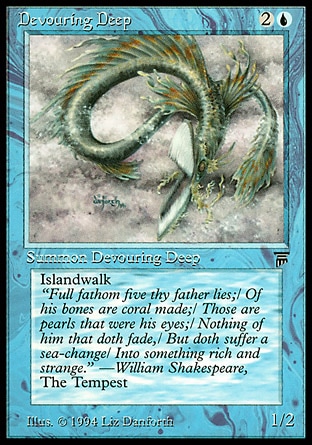 Devouring Deep 2
danforth
Summon Devouring Deep
Islandwalk
“Full fathom five thy father lies;/ Of
his bones are coral made;/ Those are
pearls that were his eyes;/ Nothing of
him that doth fade,/ But doth suffer a
sea-change/ Into something rich and
strange.” —William Shakespeare,
The Tempest
Illus. © 1994 Liz Danforth 1/2